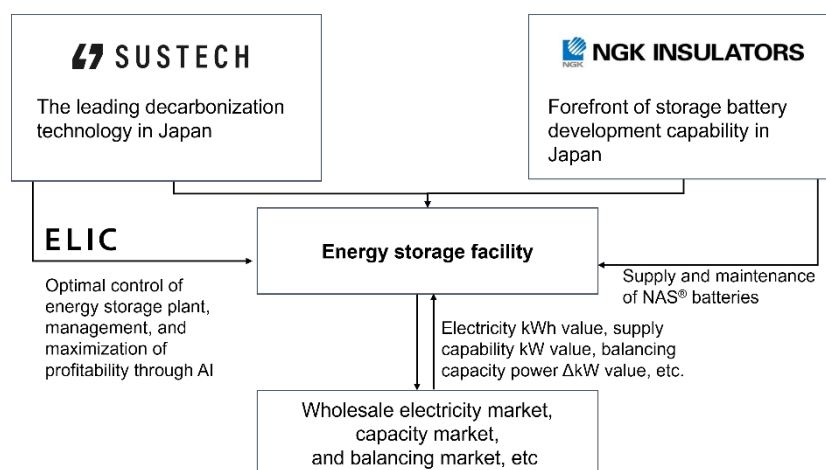 SUSTECH
The leading decarbonization
technology in Japan
NGK
NGK INSULATORS
Forefront of storage battery
development capability in
Japan
ELIC
Optimal control of
energy storage plant,
management, and
maximization of
profitability through AI
Energy storage facility
Supply and maintenance
of NAS® batteries
Electricity kWh value, supply
capability kW value, balancing
capacity power ΔkW value, etc.
Wholesale electricity market,
capacity market,
and balancing market, etc